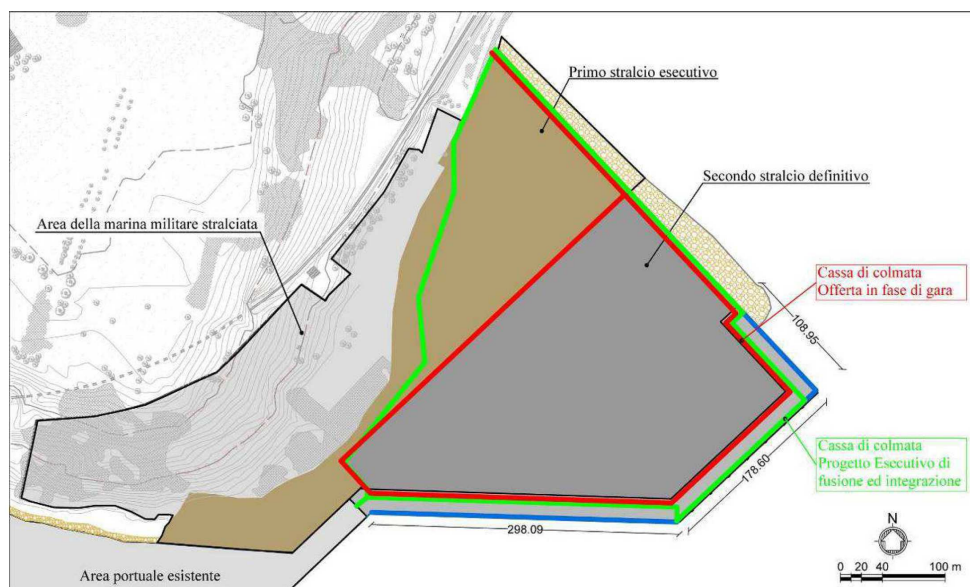 Primo stralcio esecutivo
Secondo stralcio definitivo
Area della marina militare stralciata
Cassa di colmata
Offerta in fase di gara
108.95
Cassa di colmata
Progetto Esecutivo di
fusione ed integrazione
178.60
298.09
N
Area portuale esistente
0 20 40 100 m